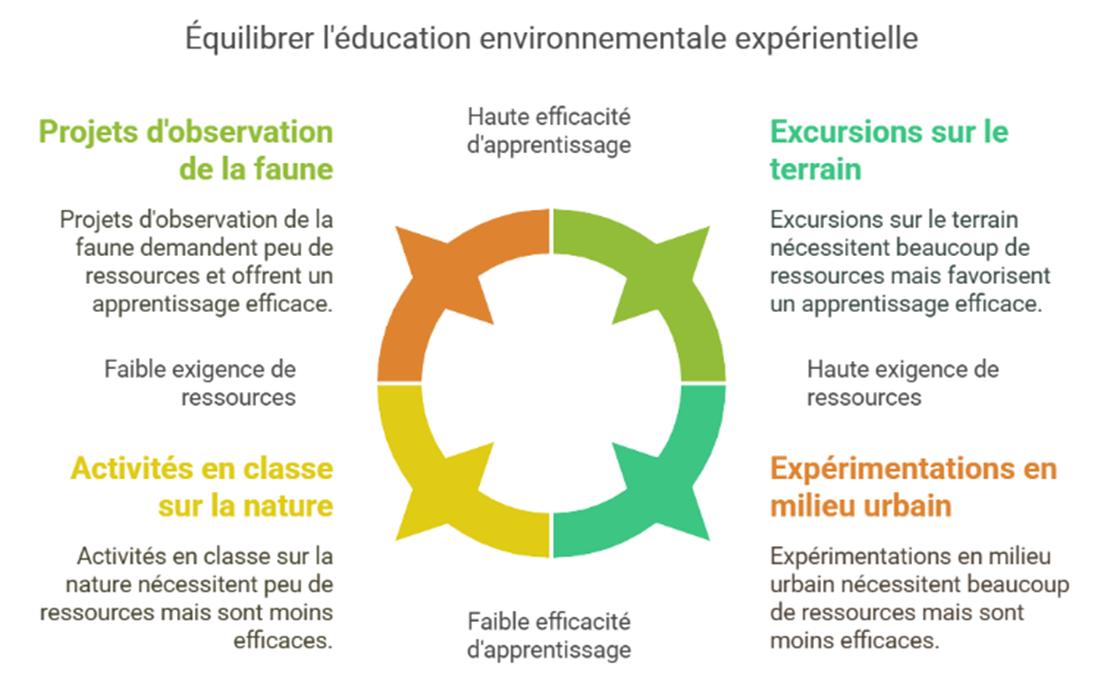 Équilibrer l'éducation environnementale expérientielle
Haute efficacité
d'apprentissage
Projets d'observation
de la faune
Projets d'observation de la
faune demandent peu de
ressources et offrent un
apprentissage efficace.
Excursions sur le
terrain
Excursions sur le terrain
nécessitent beaucoup de
ressources mais favorisent
un apprentissage efficace.
Faible exigence de
ressources
Haute exigence de
ressources
Activités en classe
sur la nature
Activités en classe sur la
nature nécessitent peu de
ressources mais sont moins
efficaces.
Expérimentations en
milieu urbain
Expérimentations en milieu
urbain nécessitent beaucoup
de ressources mais sont
moins efficaces.
Faible efficacité
d'apprentissage